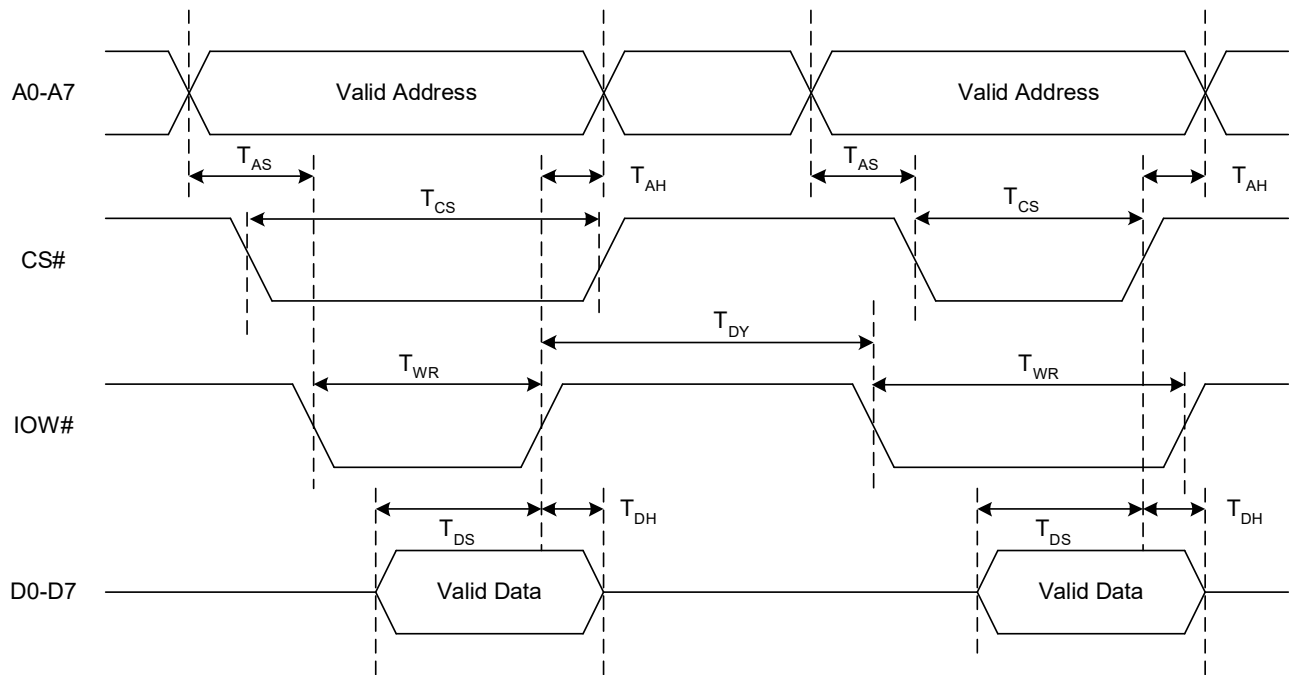 A0-A7
Valid Address
Valid Address
TAS
TAH
TAS
TAH
TCS
TCS
CS#
TDY
TWR
TWR
IOW#
TDH
TDH
TDS
TDS
D0-D7
Valid Data
Valid Data